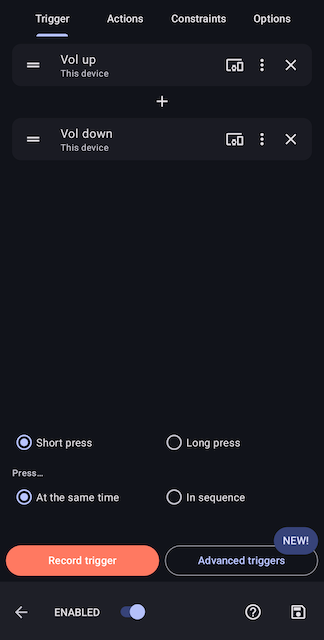 Trigger Actions Constraints Options
Vol up
This device
+
Vol down
This device
Short press Long press
Press…
At the same time In sequence
NEW!
Record trigger Advanced triggers
ENABLED